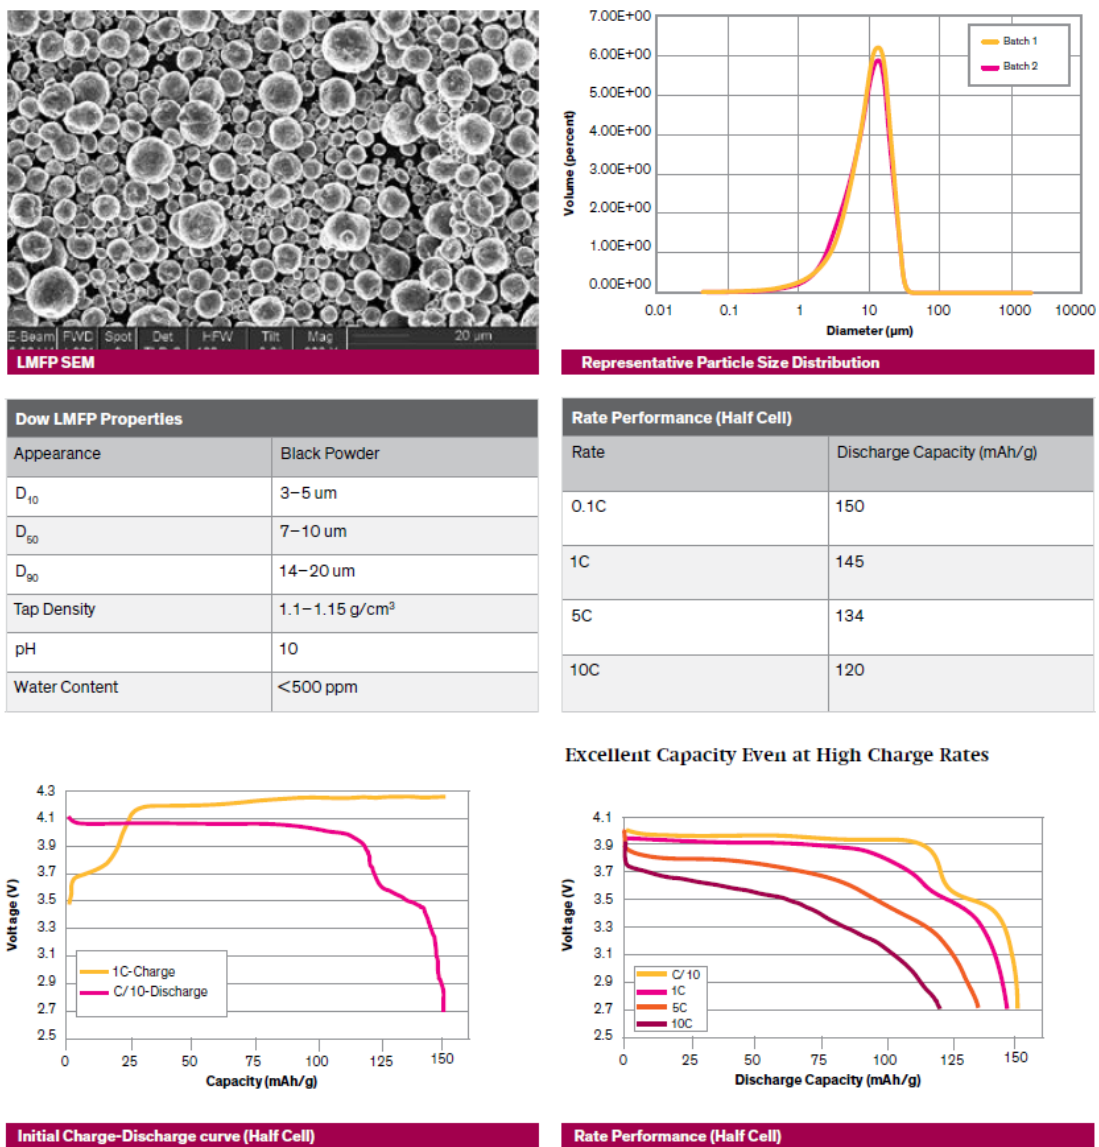 7.00E+00
6.00E+00
5.00E+00
4.00E+00
3.00E+00
2.00E+00
1.00E+00
0.00E+00
Volume (percent)
Batch 1
Batch 2
0.01 0.1 1 10 100 1000 10000
Diameter (μm)
E-Beam FWD Spot Det HFW Tilt Mag 20 μm
LMFP SEM
Representative Particle Size Distribution
Dow LMFP Properties
Appearance Black Powder
D10 3–5 um
D50 7–10 um
D90 14–20 um
Tap Density 1.1–1.15 g/cm³
pH 10
Water Content <500 ppm
Rate Performance (Half Cell)
Rate Discharge Capacity (mAh/g)
0.1C 150
1C 145
5C 134
10C 120
Excellent Capacity Even at High Charge Rates
4.3
4.1
3.9
3.7
3.5
3.3
3.1
2.9
2.7
2.5
Voltage (V)
1C-Charge
C/10-Discharge
0 25 50 75 100 125 150
Capacity (mAh/g)
Initial Charge-Discharge curve (Half Cell)
4.1
3.9
3.7
3.5
3.3
3.1
2.9
2.7
2.5
Voltage (V)
C/10
1C
5C
10C
0 25 50 75 100 125 150
Discharge Capacity (mAh/g)
Rate Performance (Half Cell)